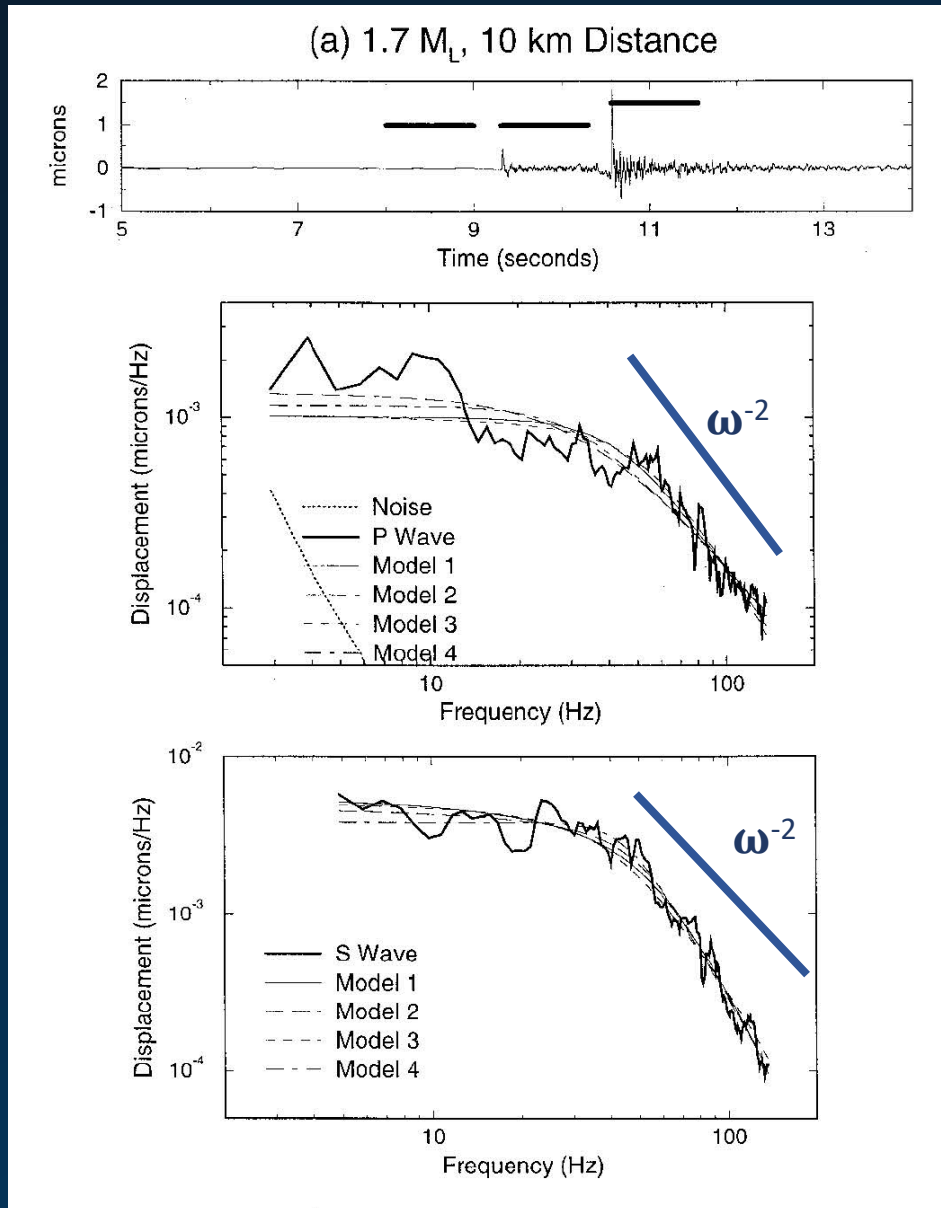 (a) 1.7 M_L, 10 km Distance
2
1
0
-1
microns
5 7 9 11 13
Time (seconds)
10^-3
10^-4
Displacement (microns/Hz)
ω^-2
Noise
P Wave
Model 1
Model 2
Model 3
Model 4
10 100
Frequency (Hz)
10^-2
10^-3
10^-4
Displacement (microns/Hz)
ω^-2
S Wave
Model 1
Model 2
Model 3
Model 4
10 100
Frequency (Hz)